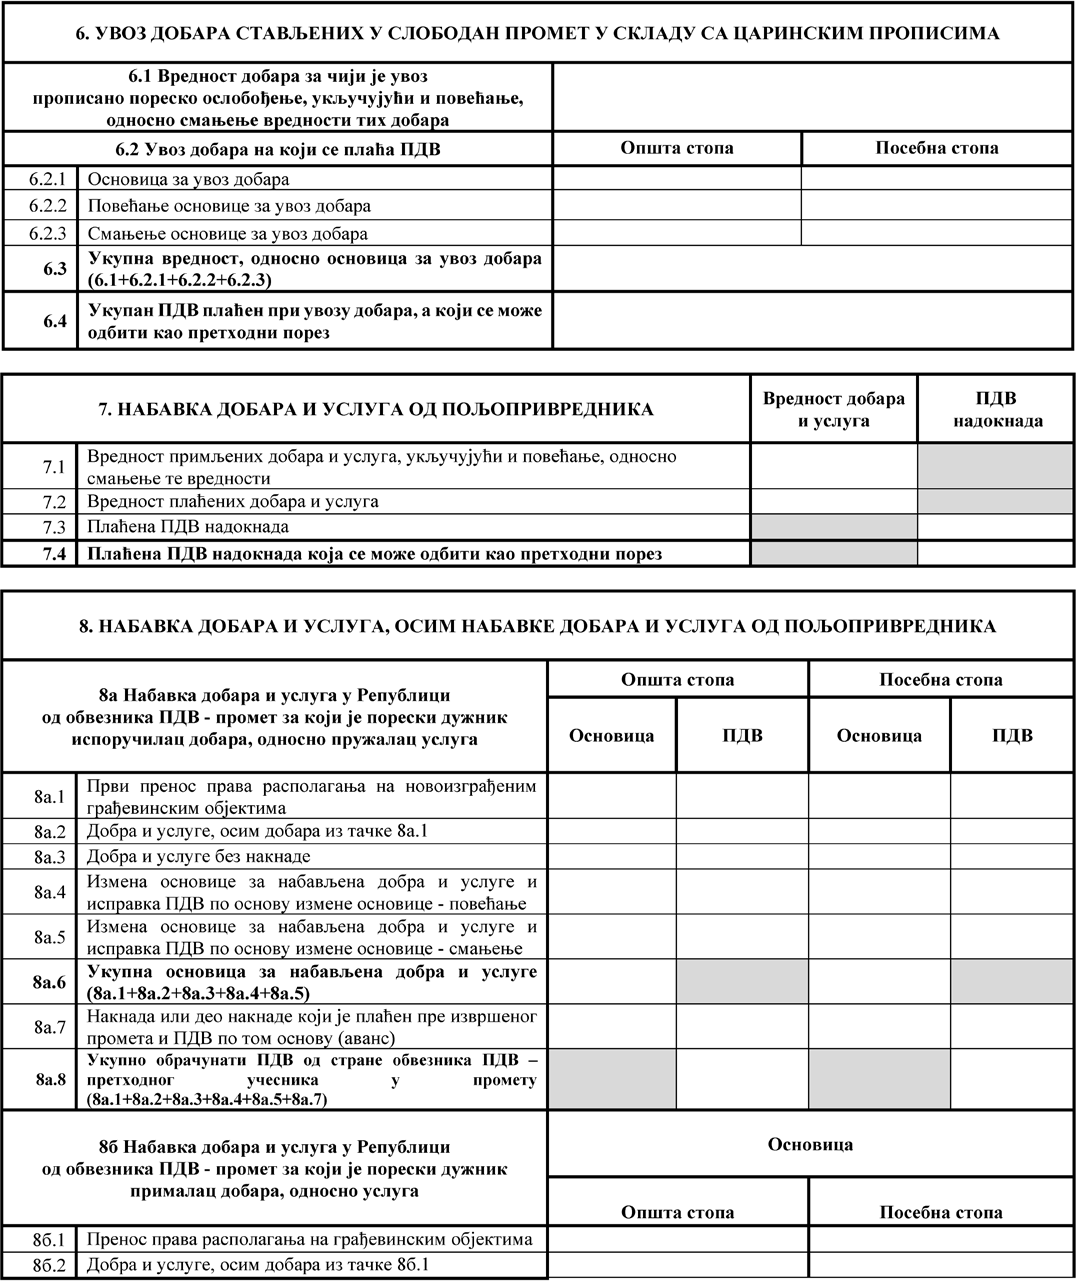 6. УВОЗ ДОБАРА СТАВЉЕНИХ У СЛОБОДАН ПРОМЕТ У СКЛАДУ СА ЦАРИНСКИМ ПРОПИСИМА
6.1 Вредност добара за чији је увоз
прописано пореско ослобођење, укључујући и повећање,
односно смањење вредности тих добара
6.2 Увоз добара на који се плаћа ПДВ
Општа стопа
Посебна стопа
6.2.1 Основица за увоз добара
6.2.2 Повећање основице за увоз добара
6.2.3 Смањење основице за увоз добара
6.3 Укупна вредност, односно основица за увоз добара
(6.1+6.2.1+6.2.2+6.2.3)
6.4 Укупан ПДВ плаћен при увозу добара, а који се може
одбити као претходни порез
7. НАБАВКА ДОБАРА И УСЛУГА ОД ПОЉОПРИВРЕДНИКА
Вредност добара
и услуга
ПДВ
надокнада
7.1 Вредност примљених добара и услуга, укључујући и повећање, односно
смањење те вредности
7.2 Вредност плаћених добара и услуга
7.3 Плаћена ПДВ надокнада
7.4 Плаћена ПДВ надокнада која се може одбити као претходни порез
8. НАБАВКА ДОБАРА И УСЛУГА, ОСИМ НАБАВКЕ ДОБАРА И УСЛУГА ОД ПОЉОПРИВРЕДНИКА
8а Набавка добара и услуга у Републици
од обвезника ПДВ - промет за који је порески дужник
испоручилац добара, односно пружалац услуга
Општа стопа
Посебна стопа
Основица
ПДВ
Основица
ПДВ
8а.1 Први пренос права располагања на новоизграђеним
грађевинским објектима
8а.2 Добра и услуге, осим добара из тачке 8а.1
8а.3 Добра и услуге без накнаде
8а.4 Измена основице за набављена добра и услуге и
исправка ПДВ по основу измене основице - повећање
8а.5 Измена основице за набављена добра и услуге и
исправка ПДВ по основу измене основице - смањење
8а.6 Укупна основица за набављена добра и услуге
(8а.1+8а.2+8а.3+8а.4+8а.5)
8а.7 Накнада или део накнаде који је плаћен пре извршеног
промета и ПДВ по том основу (аванс)
8а.8 Укупно обрачунати ПДВ од стране обвезника ПДВ –
претходног учесника у промету
(8а.1+8а.2+8а.3+8а.4+8а.5+8а.7)
8б Набавка добара и услуга у Републици
од обвезника ПДВ - промет за који је порески дужник
прималац добара, односно услуга
Основица
Општа стопа
Посебна стопа
8б.1 Пренос права располагања на грађевинским објектима
8б.2 Добра и услуге, осим добара из тачке 8б.1